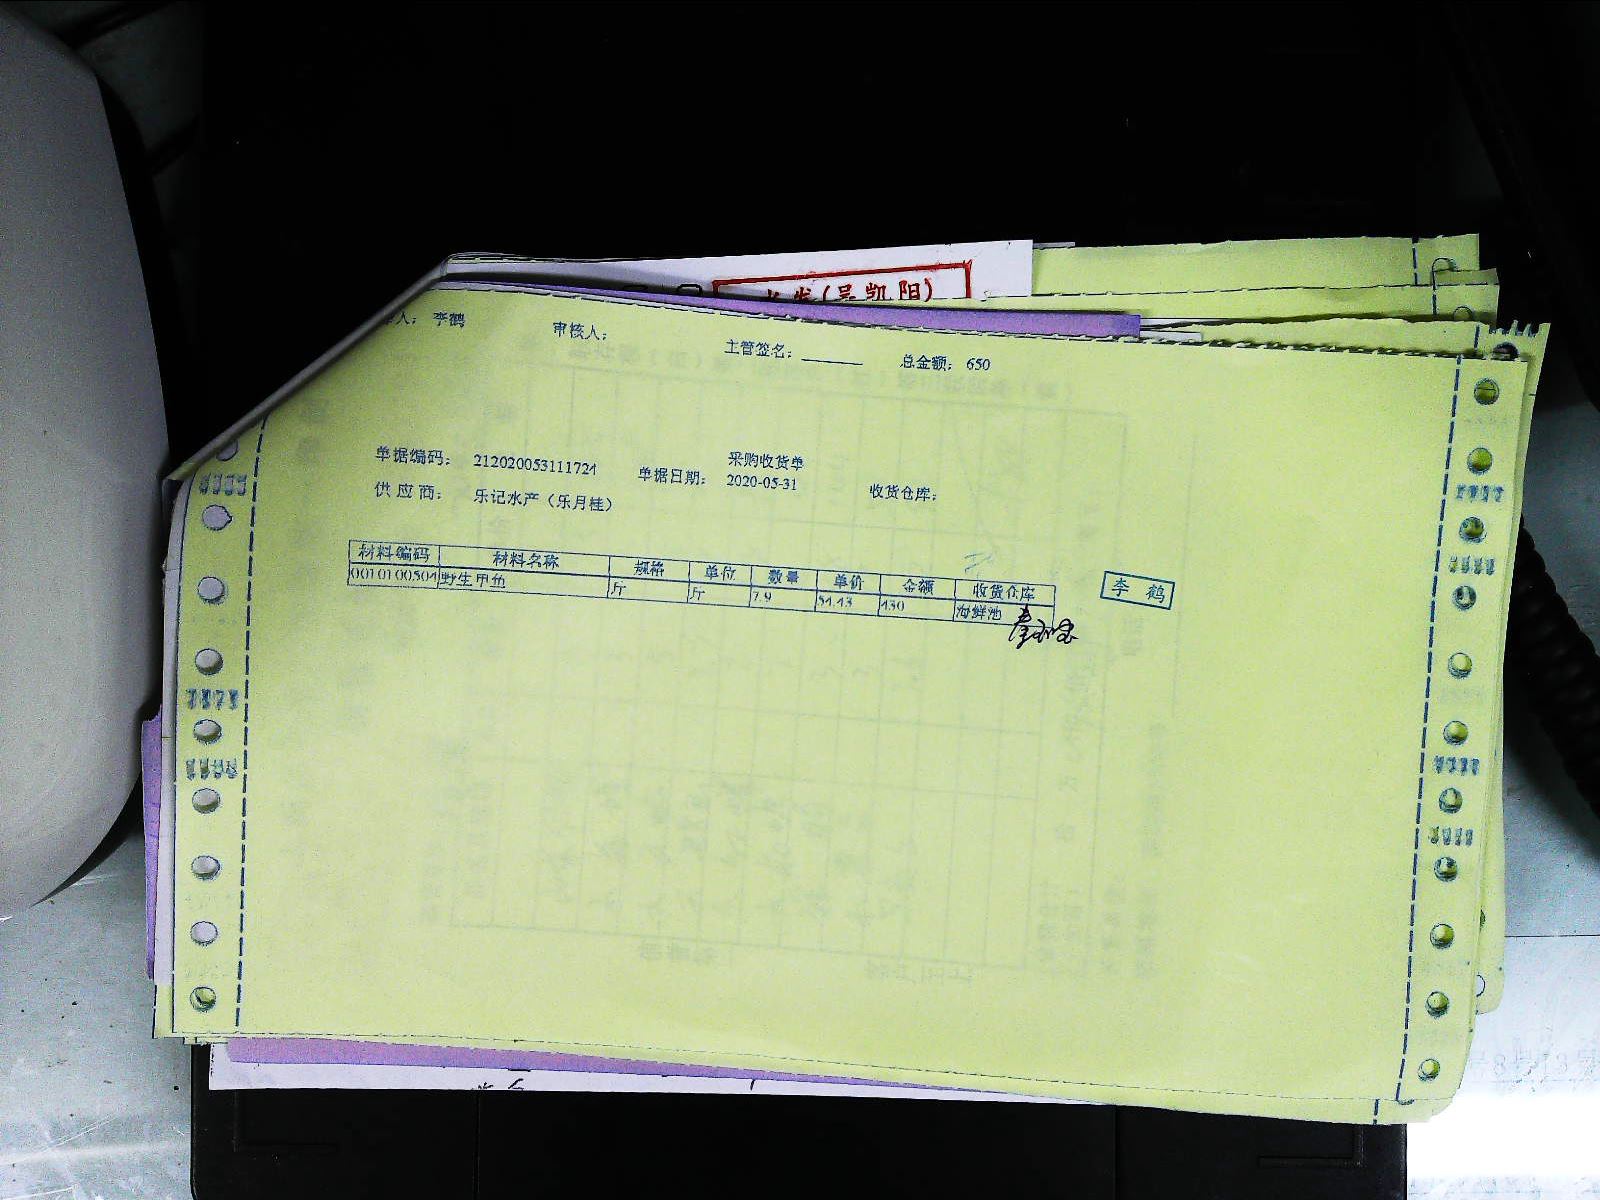 吴凯阳)
人： 李鹤 审核人： 主管签名： 总金额： 650
采购收货单
单据编码： 212020053111724 单据日期： 2020-05-31 收货仓库：
供应商： 乐记水产（乐月桂）
材料编码 材料名称 规格 单位 数量 单价 金额 收货仓库
0010100504 野生甲鱼 斤 斤 7.9 54.43 430 海鲜池
李鹤